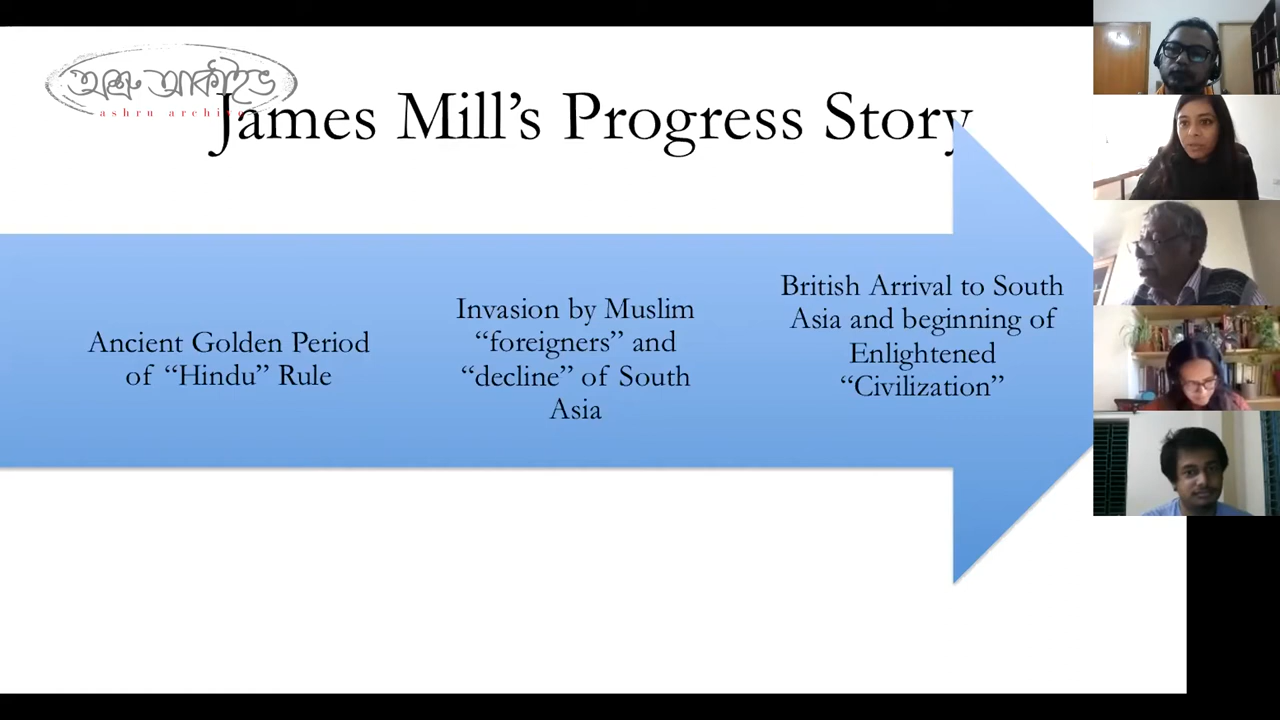 অশ্রু আর্কাইভ
ashru archive
James Mill’s Progress Story
Ancient Golden Period
of “Hindu” Rule
Invasion by Muslim
“foreigners” and
“decline” of South
Asia
British Arrival to South
Asia and beginning of
Enlightened
“Civilization”